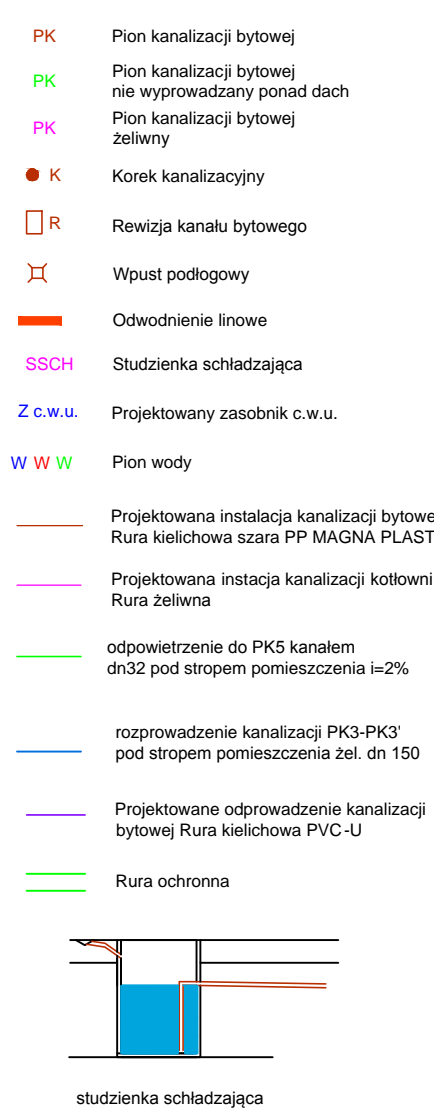 PK Pion kanalizacji bytowej
PK Pion kanalizacji bytowej
nie wyprowadzany ponad dach
PK Pion kanalizacji bytowej
żeliwny
K Korek kanalizacyjny
R Rewizja kanału bytowego
Wpust podłogowy
Odwodnienie linowe
SSCH Studzienka schładzająca
Z c.w.u. Projektowany zasobnik c.w.u.
W W W Pion wody
Projektowana instalacja kanalizacji bytowe
Rura kielichowa szara PP MAGNA PLAST
Projektowana instacja kanalizacji kotłowni
Rura żeliwna
odpowietrzenie do PK5 kanałem
dn32 pod stropem pomieszczenia i=2%
rozprowadzenie kanalizacji PK3-PK3'
pod stropem pomieszczenia żel. dn 150
Projektowane odprowadzenie kanalizacji
bytowej Rura kielichowa PVC-U
Rura ochronna
studzienka schładzająca